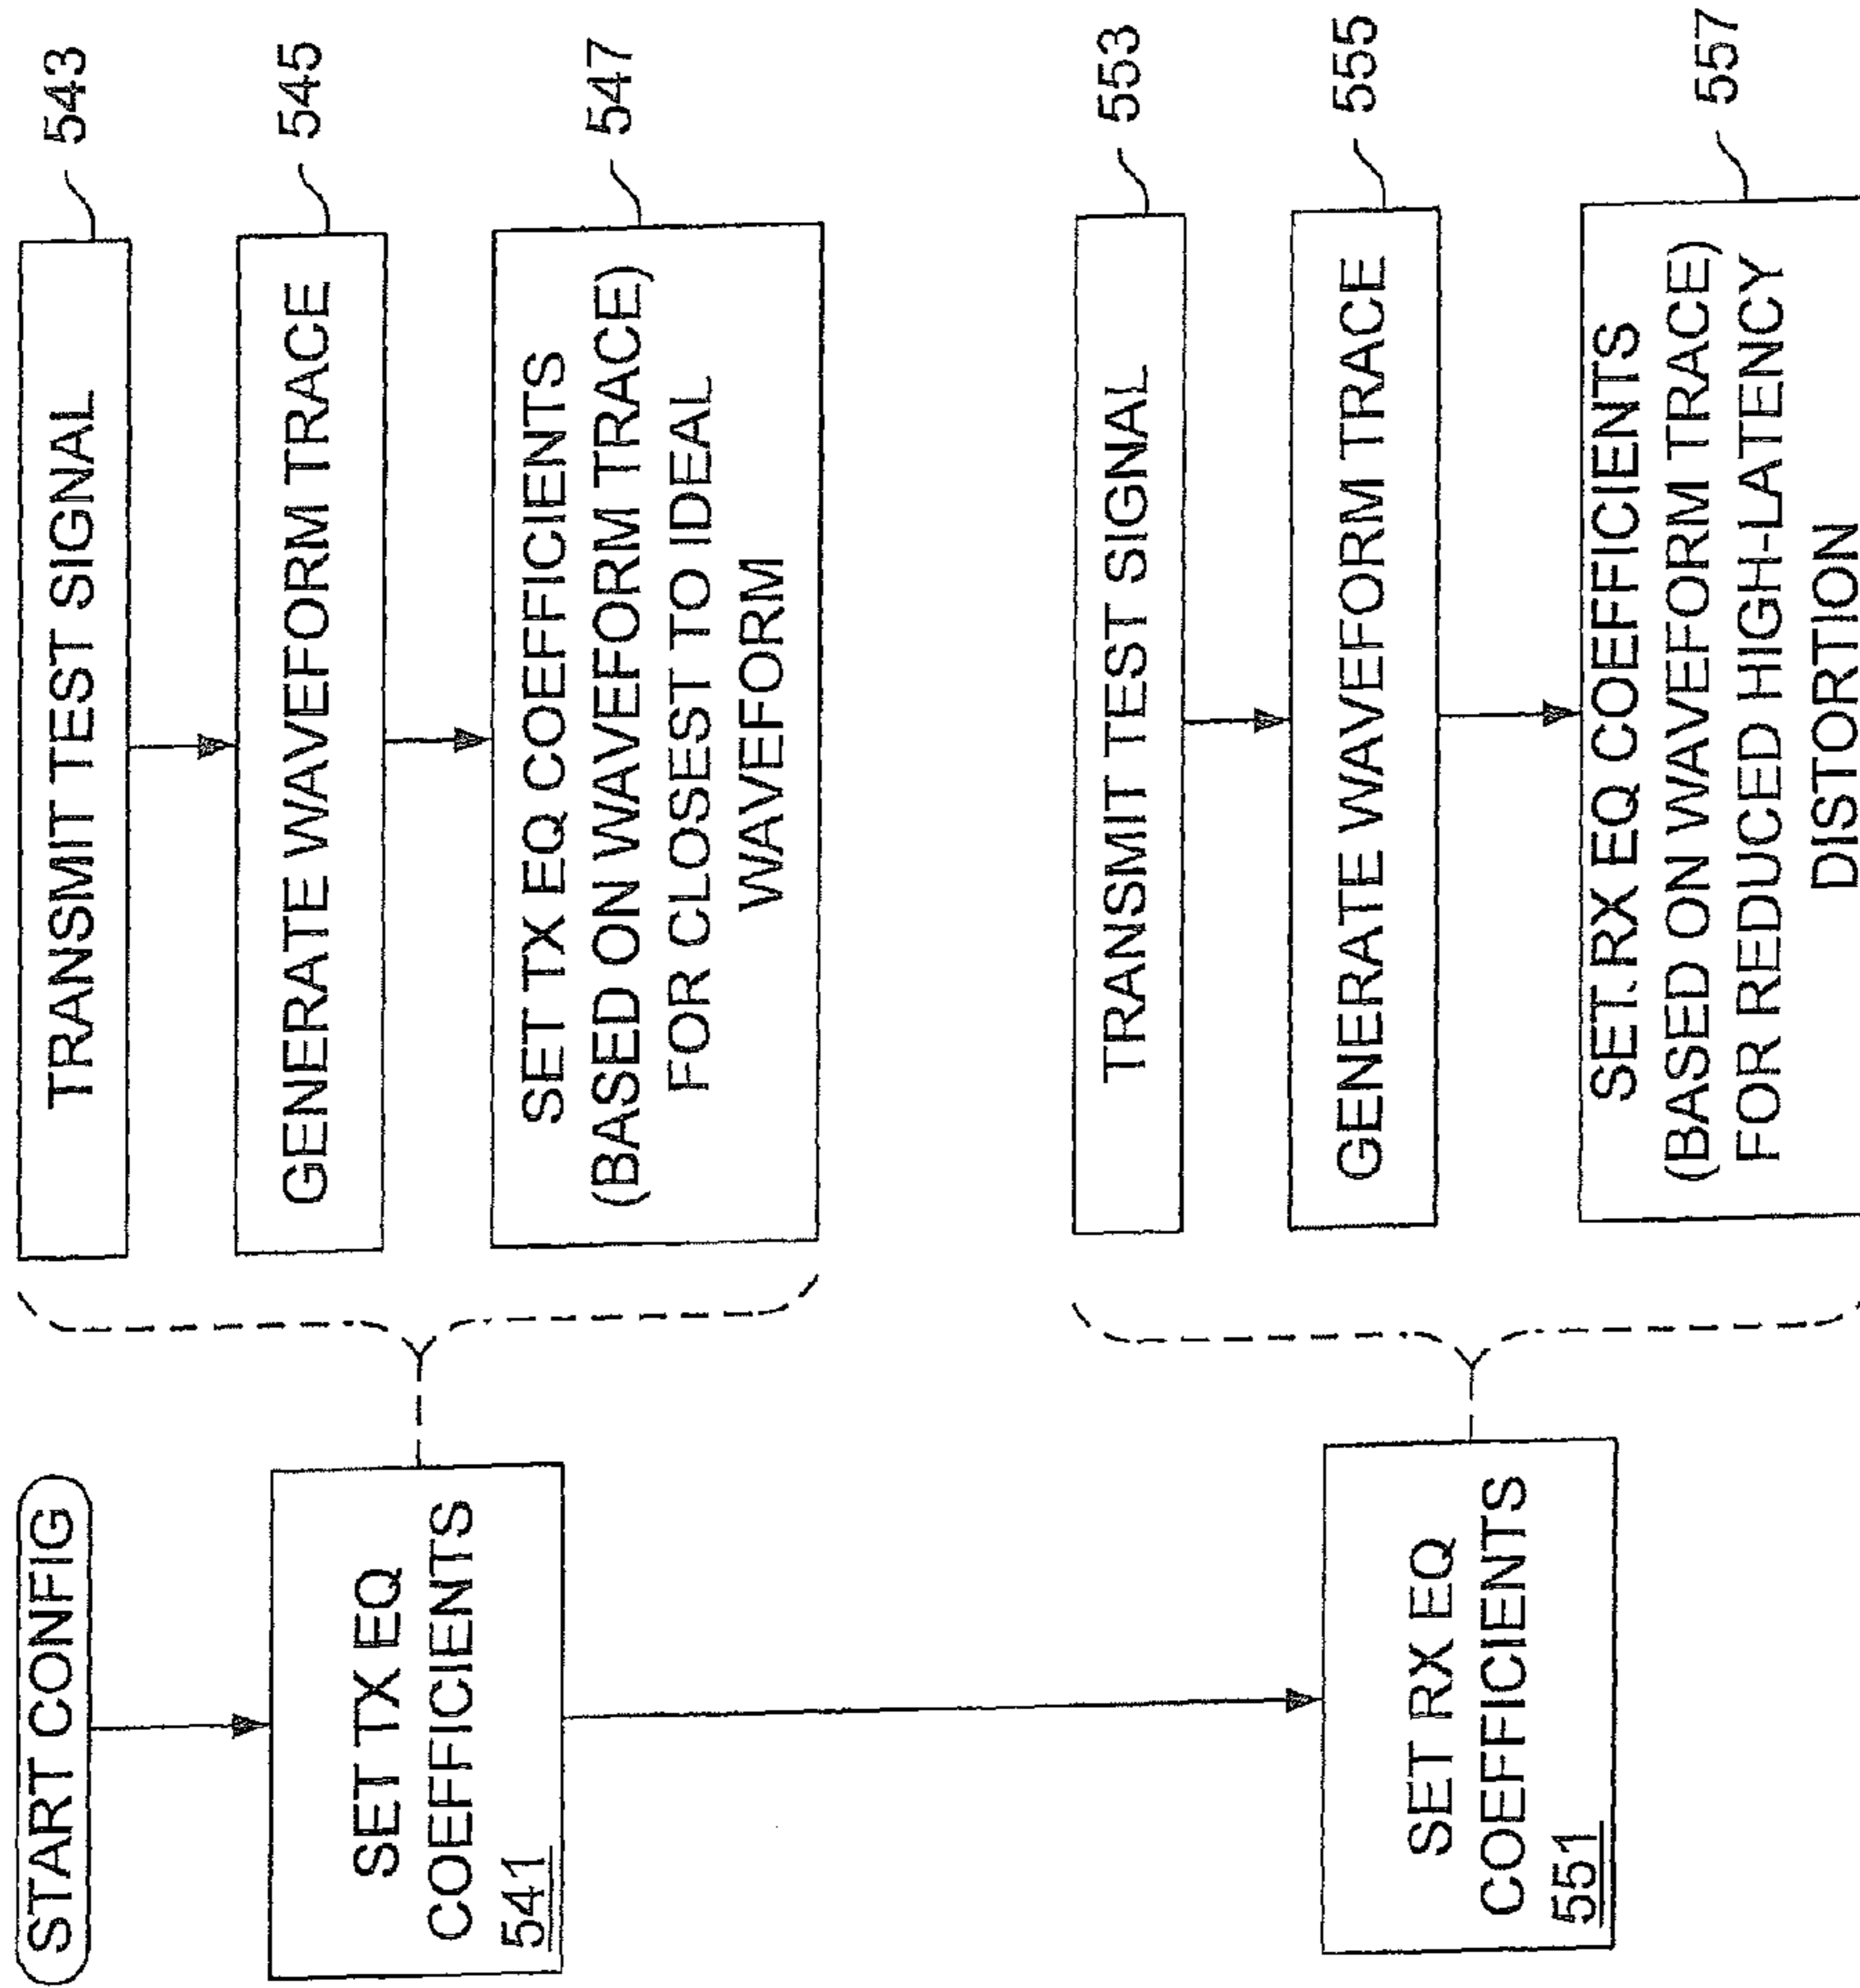 START CONFIG
SET TX EQ
COEFFICIENTS
541
TRANSMIT TEST SIGNAL
543
GENERATE WAVEFORM TRACE
545
SET TX EQ COEFFICIENTS
(BASED ON WAVEFORM TRACE)
FOR CLOSEST TO IDEAL
WAVEFORM
547
SET RX EQ
COEFFICIENTS
551
TRANSMIT TEST SIGNAL
553
GENERATE WAVEFORM TRACE
555
SET RX EQ COEFFICIENTS
(BASED ON WAVEFORM TRACE)
FOR REDUCED HIGH-LATENCY
DISTORTION
557